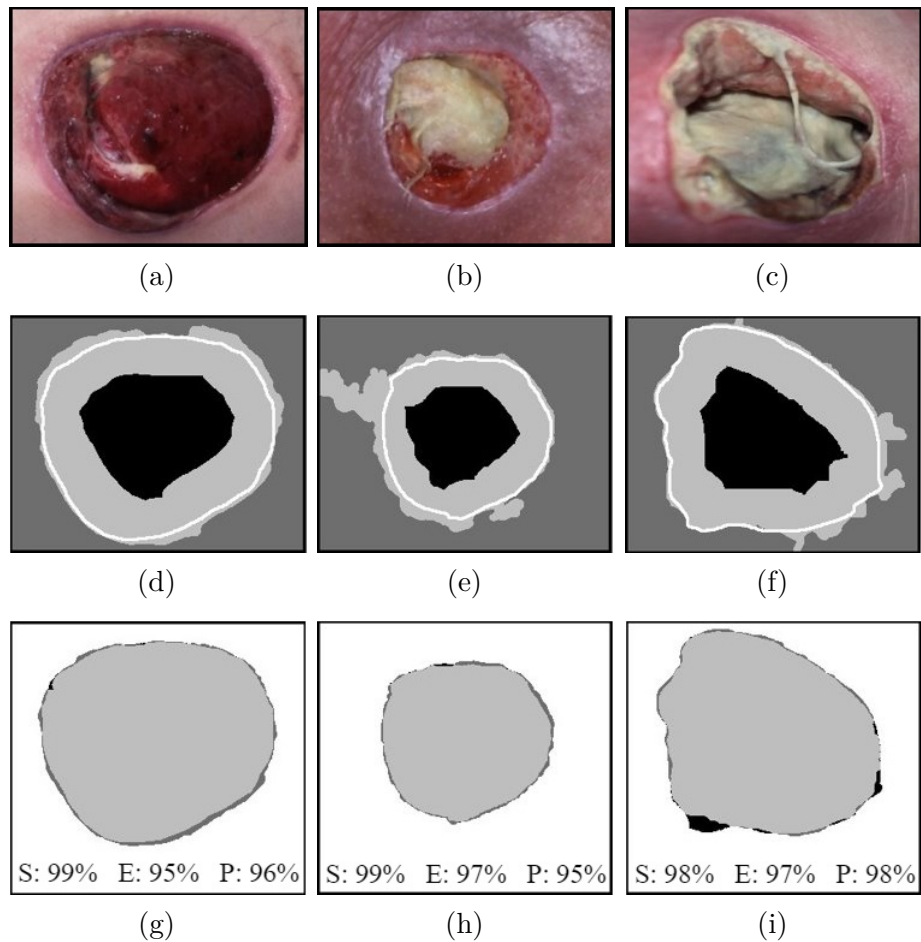 (a) (b) (c)
(d) (e) (f)
S: 99% E: 95% P: 96% S: 99% E: 97% P: 95% S: 98% E: 97% P: 98%
(g) (h) (i)